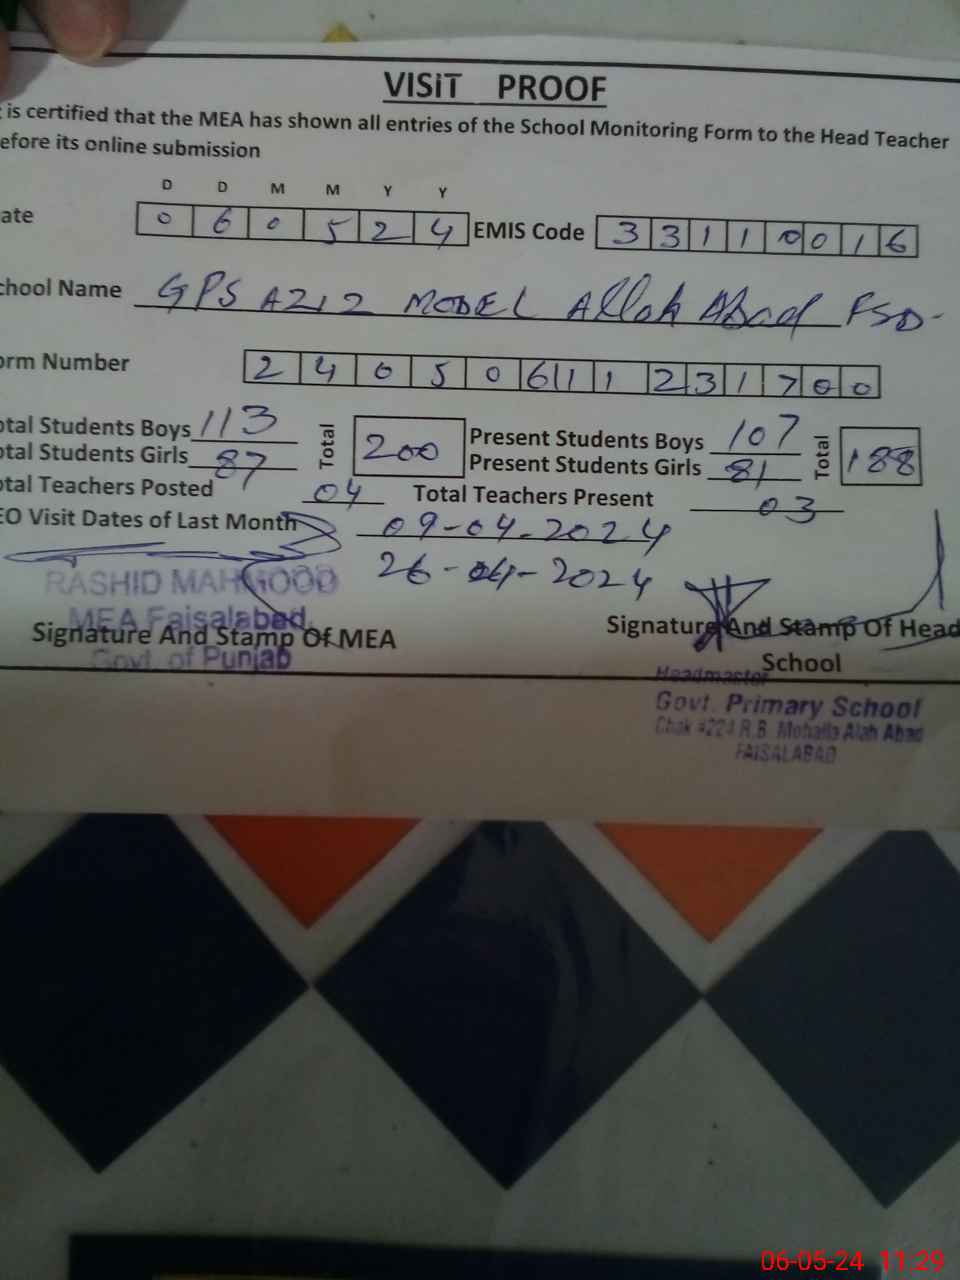 VISIT PROOF
is certified that the MEA has shown all entries of the School Monitoring Form to the Head Teacher
efore its online submission
D D M M Y Y
ate 0 6 0 5 2 4 EMIS Code 3 3 1 1 0 0 1 6
chool Name GPS AZIZ MODEL Allah Abad FSD-
orm Number 2 4 0 5 0 6 1 1 2 3 1 7 0 0
otal Students Boys 113 Total 200 Present Students Boys 107 Total 188
otal Students Girls 87 Present Students Girls 81
otal Teachers Posted 04 Total Teachers Present 03
EO Visit Dates of Last Month 09-04-2024
26-04-2024
RASHID MAHMOOD
MEA Faisalabad
Govt. of Punjab
Signature And Stamp Of MEA
Signature And Stamp Of Head
School
Headmaster
Govt. Primary School
Chak #224 R.B. Mohalla Alah Abad
FAISALABAD
06-05-24 11:29